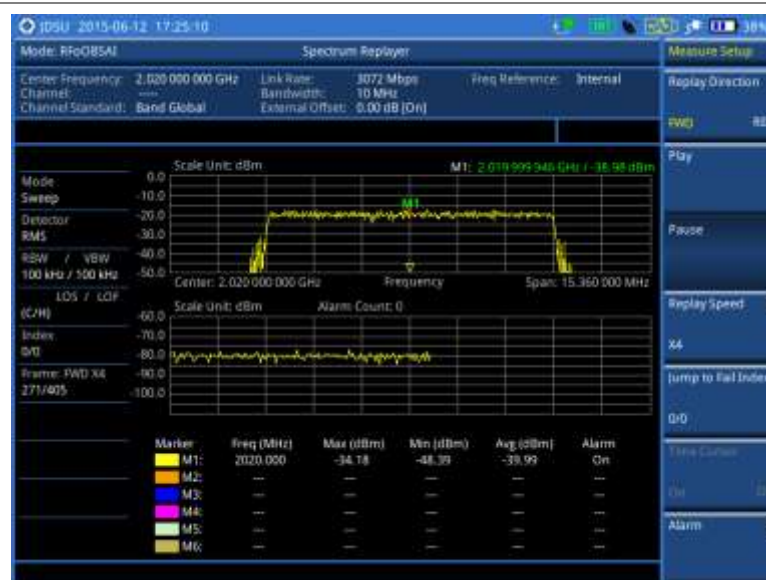 JDSU 2015-06-12 17:25:10
38%
Mode: RFoOBSAI
Spectrum Replayer
Measure Setup
Center Frequency: 2.020 000 000 GHz
Link Rate: 3072 Mbps
Freq Reference: Internal
Channel: ----
Bandwidth: 10 MHz
Channel Standard: Band Global
External Offset: 0.00 dB [On]
Replay Direction
FWD
Scale Unit: dBm
M1: 2.019 999 946 GHz / -38.98 dBm
Play
Mode
Sweep
Detector
RMS
RBW / VBW
100 kHz / 100 kHz
0.0
-10.0
-20.0
-30.0
-40.0
-50.0
M1
Pause
Center: 2.020 000 000 GHz
Frequency
Span: 15.360 000 MHz
LOS / LOF
(C/H)
Index
0/0
Frame: FWD X4
271/405
Scale Unit: dBm
Alarm Count: 0
-60.0
-70.0
-80.0
-90.0
-100.0
Replay Speed
X4
Jump to Fail Index
0/0
Marker Freq (MHz) Max (dBm) Min (dBm) Avg (dBm) Alarm
M1: 2020.000 -34.18 -48.39 -39.99 On
M2: --- --- --- --- ---
M3: --- --- --- --- ---
M4: --- --- --- --- ---
M5: --- --- --- --- ---
M6: --- --- --- --- ---
Time Cursor
On
Alarm